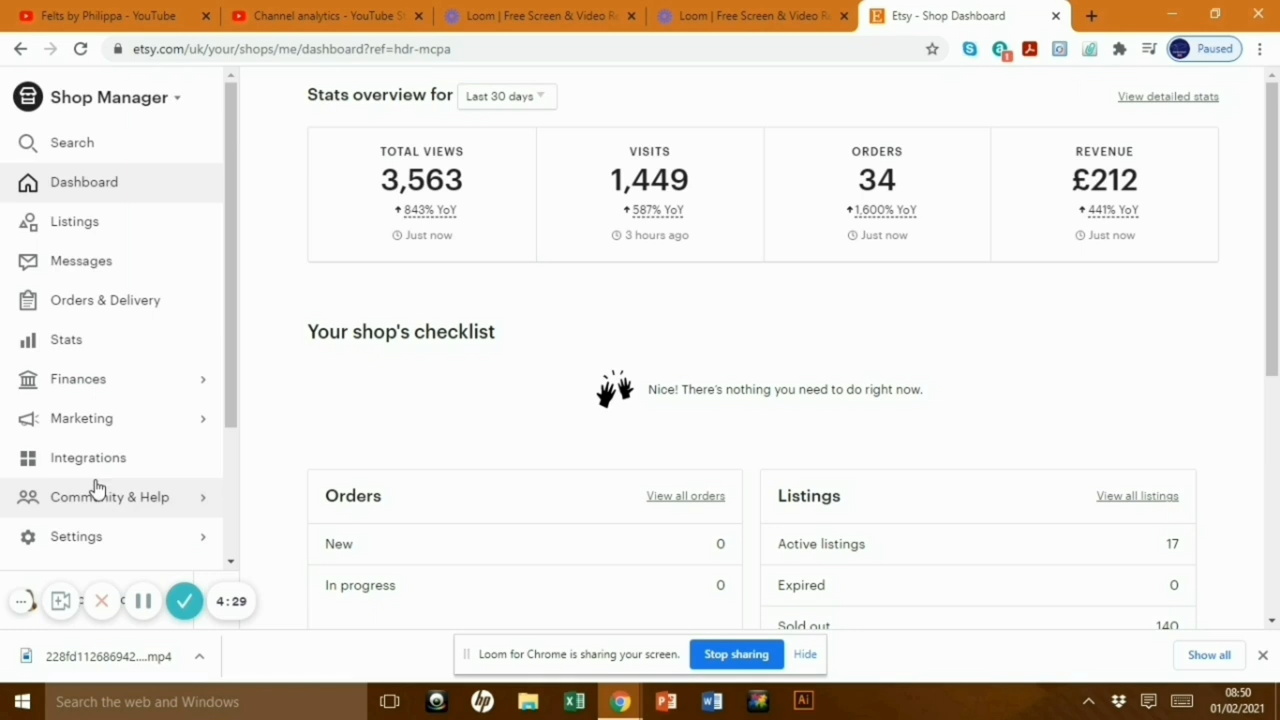 Felts by Philippa - YouTube
Channel analytics - YouTube S
Loom | Free Screen & Video Re
Loom | Free Screen & Video Re
Etsy - Shop Dashboard
etsy.com/uk/your/shops/me/dashboard?ref=hdr-mcpa
Paused
Shop Manager
Search
Dashboard
Listings
Messages
Orders & Delivery
Stats
Finances
Marketing
Integrations
Community & Help
Settings
4:29
Stats overview for Last 30 days
View detailed stats
TOTAL VIEWS
3,563
843% YoY
Just now
VISITS
1,449
587% YoY
3 hours ago
ORDERS
34
1,600% YoY
Just now
REVENUE
£212
441% YoY
Just now
Your shop's checklist
Nice! There's nothing you need to do right now.
Orders
View all orders
New 0
In progress 0
Listings
View all listings
Active listings 17
Expired 0
Sold out 140
228fd112686942....mp4
Loom for Chrome is sharing your screen.
Stop sharing
Hide
Show all
Search the web and Windows
08:50
01/02/2021